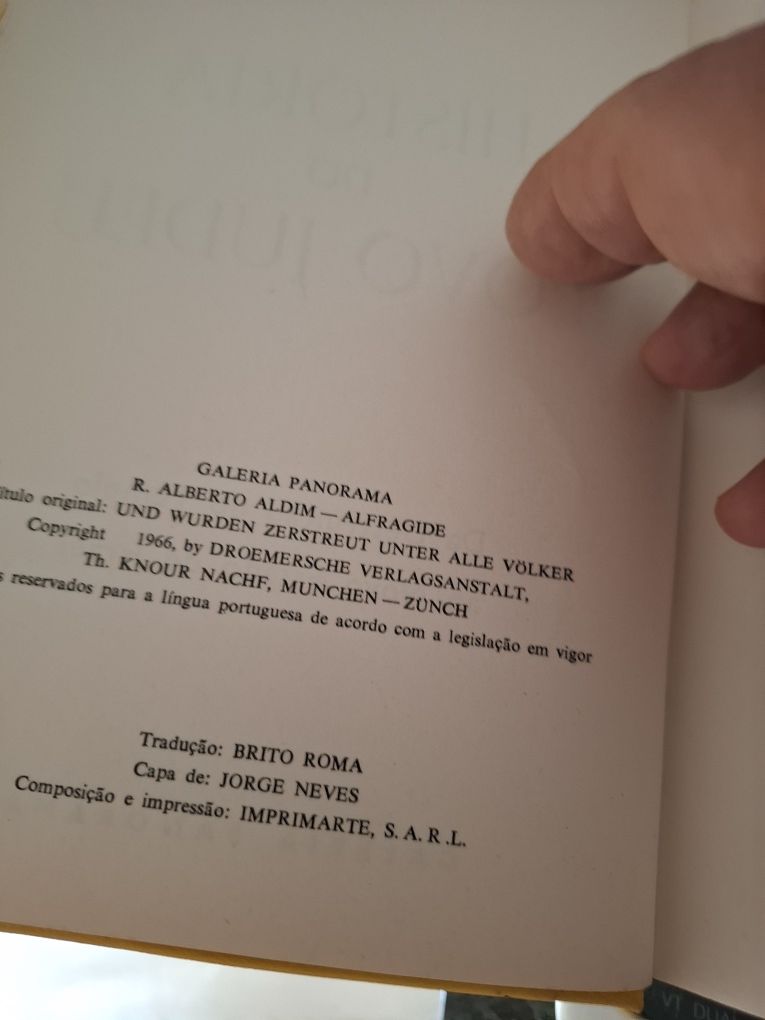 GALERIA PANORAMA
R. ALBERTO ALDIM — ALFRAGIDE
ítulo original: UND WURDEN ZERSTREUT UNTER ALLE VÖLKER
Copyright 1966, by DROEMERSCHE VERLAGSANSTALT,
Th. KNOUR NACHF, MUNCHEN — ZÜNCH
s reservados para a língua portuguesa de acordo com a legislação em vigor
Tradução: BRITO ROMA
Capa de: JORGE NEVES
Composição e impressão: IMPRIMARTE, S. A. R .L.